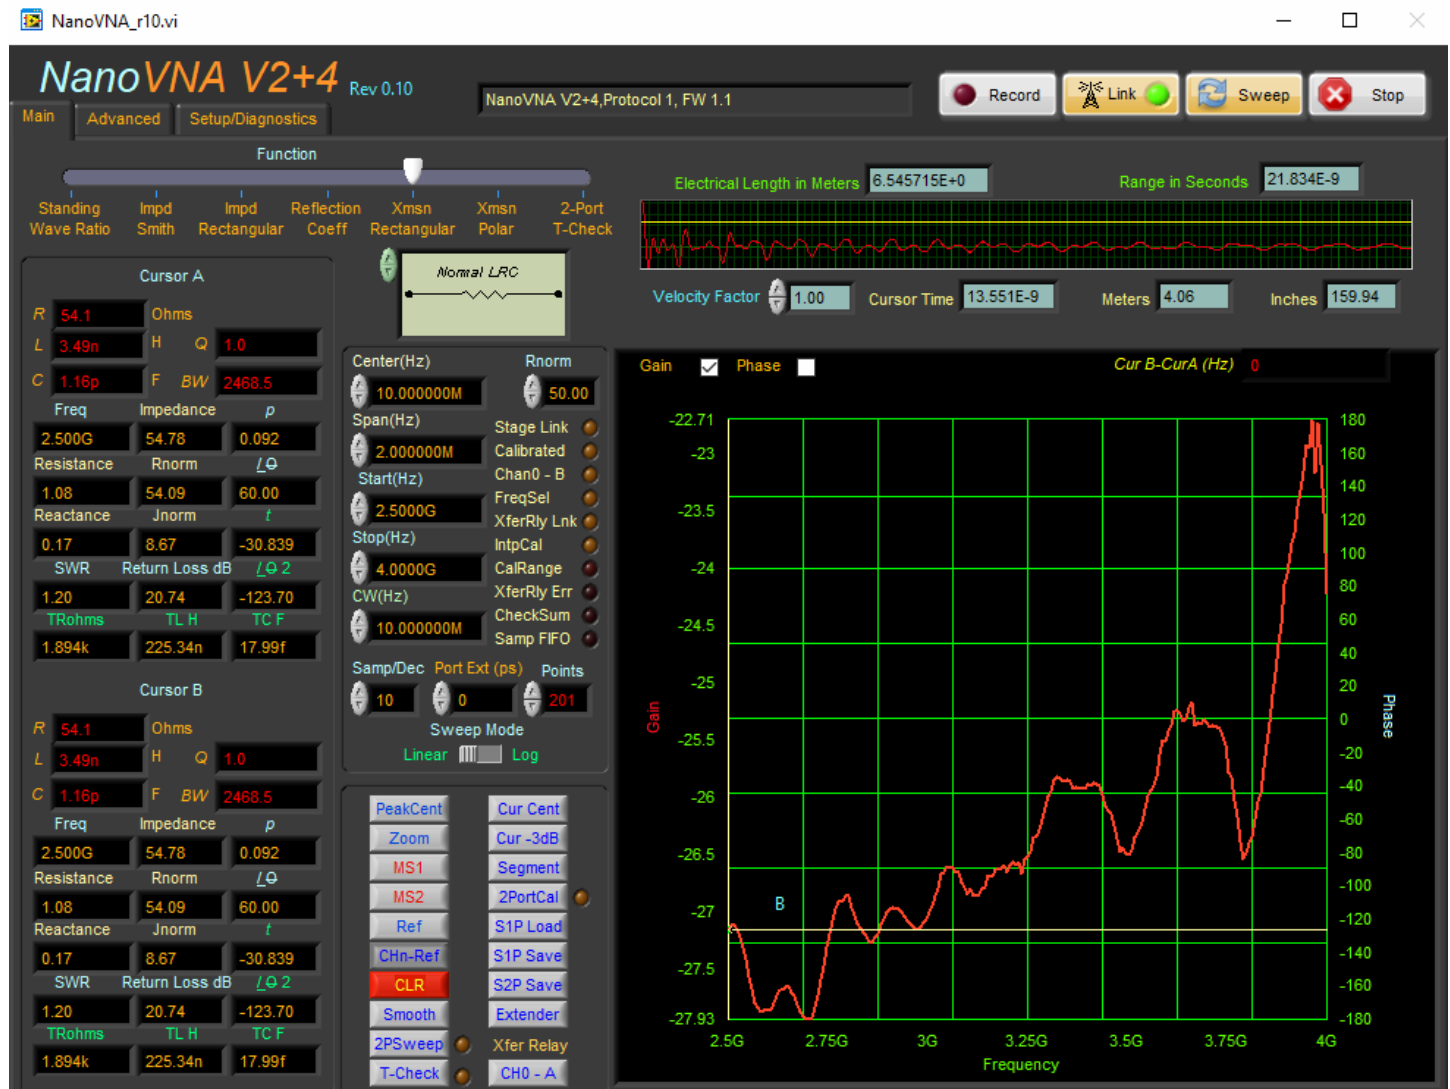 NanoVNA_r10.vi
NanoVNA V2+4 Rev 0.10
NanoVNA V2+4,Protocol 1, FW 1.1
Record
Link
Sweep
Stop
Main
Advanced
Setup/Diagnostics
Function
Standing Wave Ratio
Impd Smith
Impd Rectangular
Reflection Coeff
Xmsn Rectangular
Xmsn Polar
2-Port T-Check
Electrical Length in Meters 6.545715E+0
Range in Seconds 21.834E-9
Velocity Factor 1.00
Cursor Time 13.551E-9
Meters 4.06
Inches 159.94
Normal LRC
Cursor A
R 54.1 Ohms
L 3.49n H Q 1.0
C 1.16p F BW 2468.5
Freq Impedance ρ
2.500G 54.78 0.092
Resistance Rnorm /Θ
1.08 54.09 60.00
Reactance Jnorm t
0.17 8.67 -30.839
SWR Return Loss dB /Θ 2
1.20 20.74 -123.70
TRohms TL H TC F
1.894k 225.34n 17.99f
Cursor B
R 54.1 Ohms
L 3.49n H Q 1.0
C 1.16p F BW 2468.5
Freq Impedance ρ
2.500G 54.78 0.092
Resistance Rnorm /Θ
1.08 54.09 60.00
Reactance Jnorm t
0.17 8.67 -30.839
SWR Return Loss dB /Θ 2
1.20 20.74 -123.70
TRohms TL H TC F
1.894k 225.34n 17.99f
Center(Hz) Rnorm
10.000000M 50.00
Span(Hz)
2.000000M
Start(Hz)
2.5000G
Stop(Hz)
4.0000G
CW(Hz)
10.000000M
Stage Link
Calibrated
Chan0 - B
FreqSel
XferRly Lnk
IntpCal
CalRange
XferRly Err
CheckSum
Samp FIFO
Samp/Dec Port Ext (ps) Points
10 0 201
Sweep Mode
Linear Log
PeakCent Cur Cent
Zoom Cur -3dB
MS1 Segment
MS2 2PortCal
Ref S1P Load
CHn-Ref S1P Save
CLR S2P Save
Smooth Extender
2PSweep Xfer Relay
T-Check CH0 - A
Gain Phase
Cur B-CurA (Hz) 0
-22.71
-23
-23.5
-24
-24.5
-25
-25.5
-26
-26.5
-27
-27.5
-27.93
Gain
B
180
160
140
120
100
80
60
40
20
0
-20
-40
-60
-80
-100
-120
-140
-160
-180
Phase
2.5G 2.75G 3G 3.25G 3.5G 3.75G 4G
Frequency